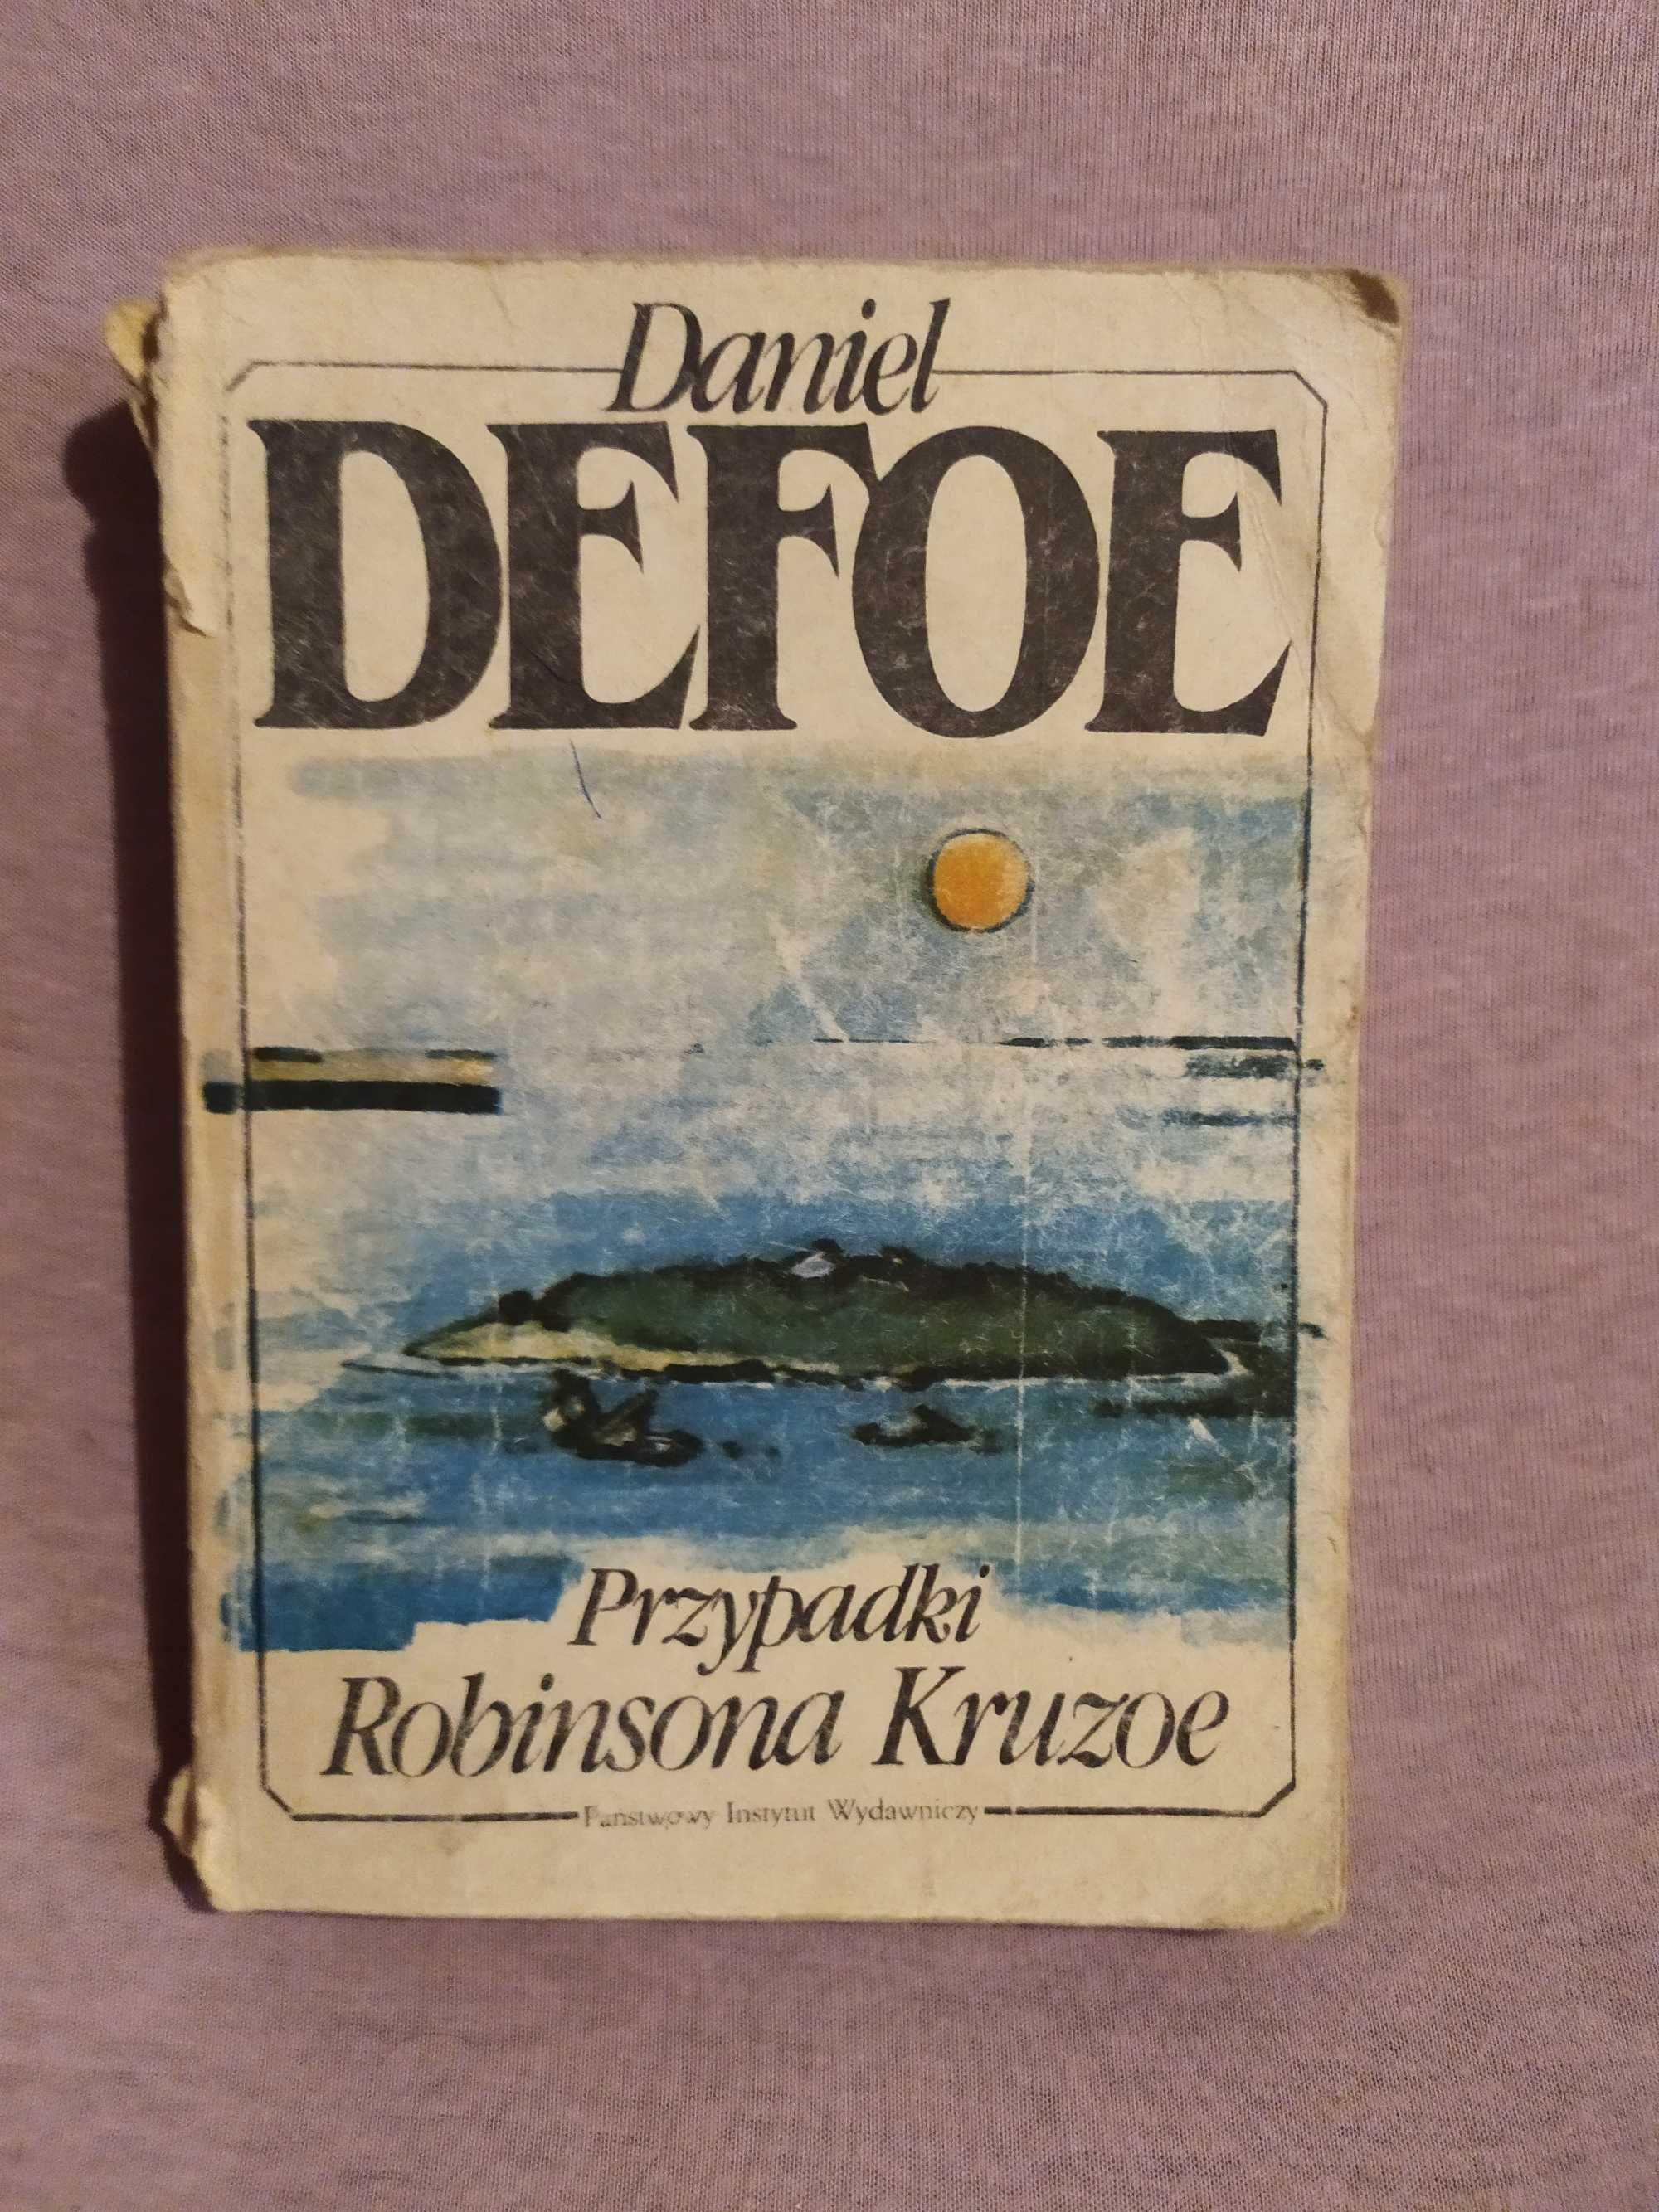 Daniel
DEFOE
Przypadki
Robinsona Kruzoe
Państwowy Instytut Wydawniczy